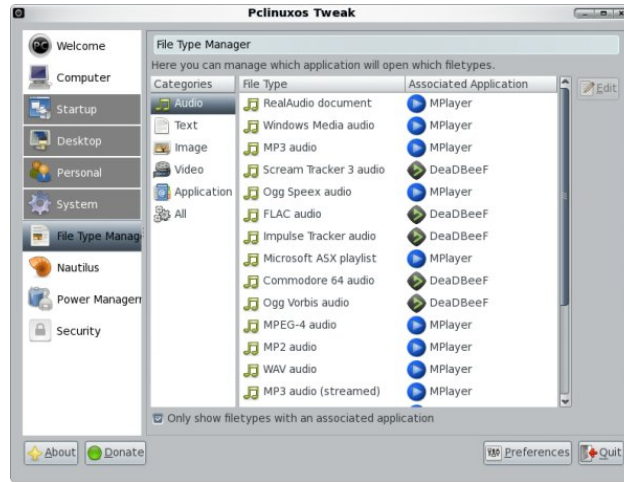 Pclinuxos Tweak
Welcome
Computer
Startup
Desktop
Personal
System
File Type Manag
Nautilus
Power Managem
Security
File Type Manager
Here you can manage which application will open which filetypes.
Categories
Audio
Text
Image
Video
Application
All
File Type Associated Application
RealAudio document MPlayer
Windows Media audio MPlayer
MP3 audio MPlayer
Scream Tracker 3 audio DeaDBeeF
Ogg Speex audio MPlayer
FLAC audio DeaDBeeF
Impulse Tracker audio DeaDBeeF
Microsoft ASX playlist MPlayer
Commodore 64 audio DeaDBeeF
Ogg Vorbis audio DeaDBeeF
MPEG-4 audio MPlayer
MP2 audio MPlayer
WAV audio MPlayer
MP3 audio (streamed) MPlayer
Edit
Only show filetypes with an associated application
About
Donate
Preferences
Quit